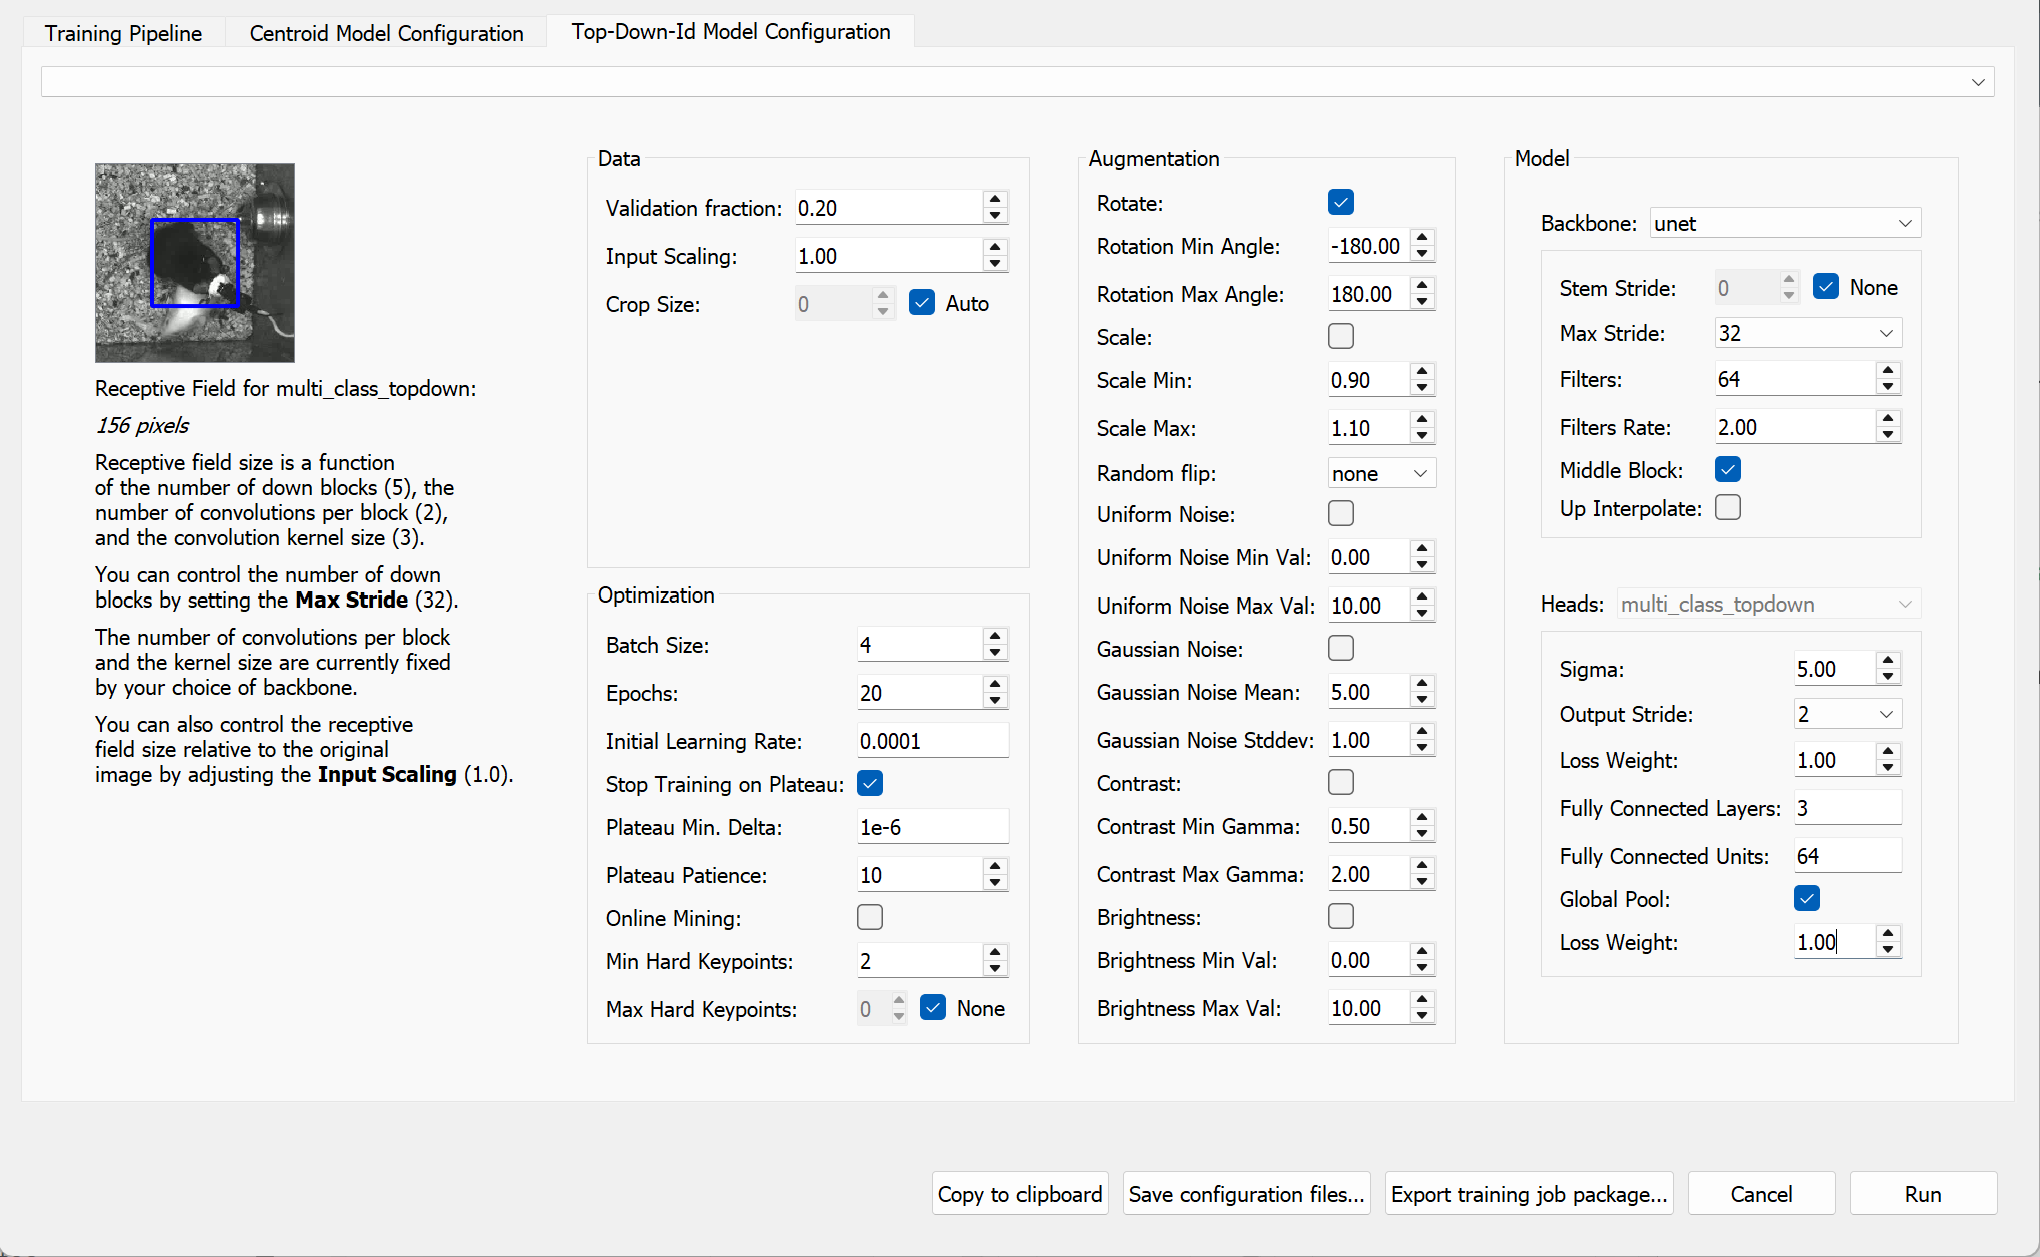 Training Pipeline
Centroid Model Configuration
Top-Down-Id Model Configuration
Receptive Field for multi_class_topdown:
156 pixels
Receptive field size is a function
of the number of down blocks (5), the
number of convolutions per block (2),
and the convolution kernel size (3).
You can control the number of down
blocks by setting the Max Stride (32).
The number of convolutions per block
and the kernel size are currently fixed
by your choice of backbone.
You can also control the receptive
field size relative to the original
image by adjusting the Input Scaling (1.0).
Data
Validation fraction: 0.20
Input Scaling: 1.00
Crop Size: 0 Auto
Optimization
Batch Size: 4
Epochs: 20
Initial Learning Rate: 0.0001
Stop Training on Plateau:
Plateau Min. Delta: 1e-6
Plateau Patience: 10
Online Mining:
Min Hard Keypoints: 2
Max Hard Keypoints: 0 None
Augmentation
Rotate:
Rotation Min Angle: -180.00
Rotation Max Angle: 180.00
Scale:
Scale Min: 0.90
Scale Max: 1.10
Random flip: none
Uniform Noise:
Uniform Noise Min Val: 0.00
Uniform Noise Max Val: 10.00
Gaussian Noise:
Gaussian Noise Mean: 5.00
Gaussian Noise Stddev: 1.00
Contrast:
Contrast Min Gamma: 0.50
Contrast Max Gamma: 2.00
Brightness:
Brightness Min Val: 0.00
Brightness Max Val: 10.00
Model
Backbone: unet
Stem Stride: 0 None
Max Stride: 32
Filters: 64
Filters Rate: 2.00
Middle Block:
Up Interpolate:
Heads: multi_class_topdown
Sigma: 5.00
Output Stride: 2
Loss Weight: 1.00
Fully Connected Layers: 3
Fully Connected Units: 64
Global Pool:
Loss Weight: 1.00
Copy to clipboard
Save configuration files...
Export training job package...
Cancel
Run